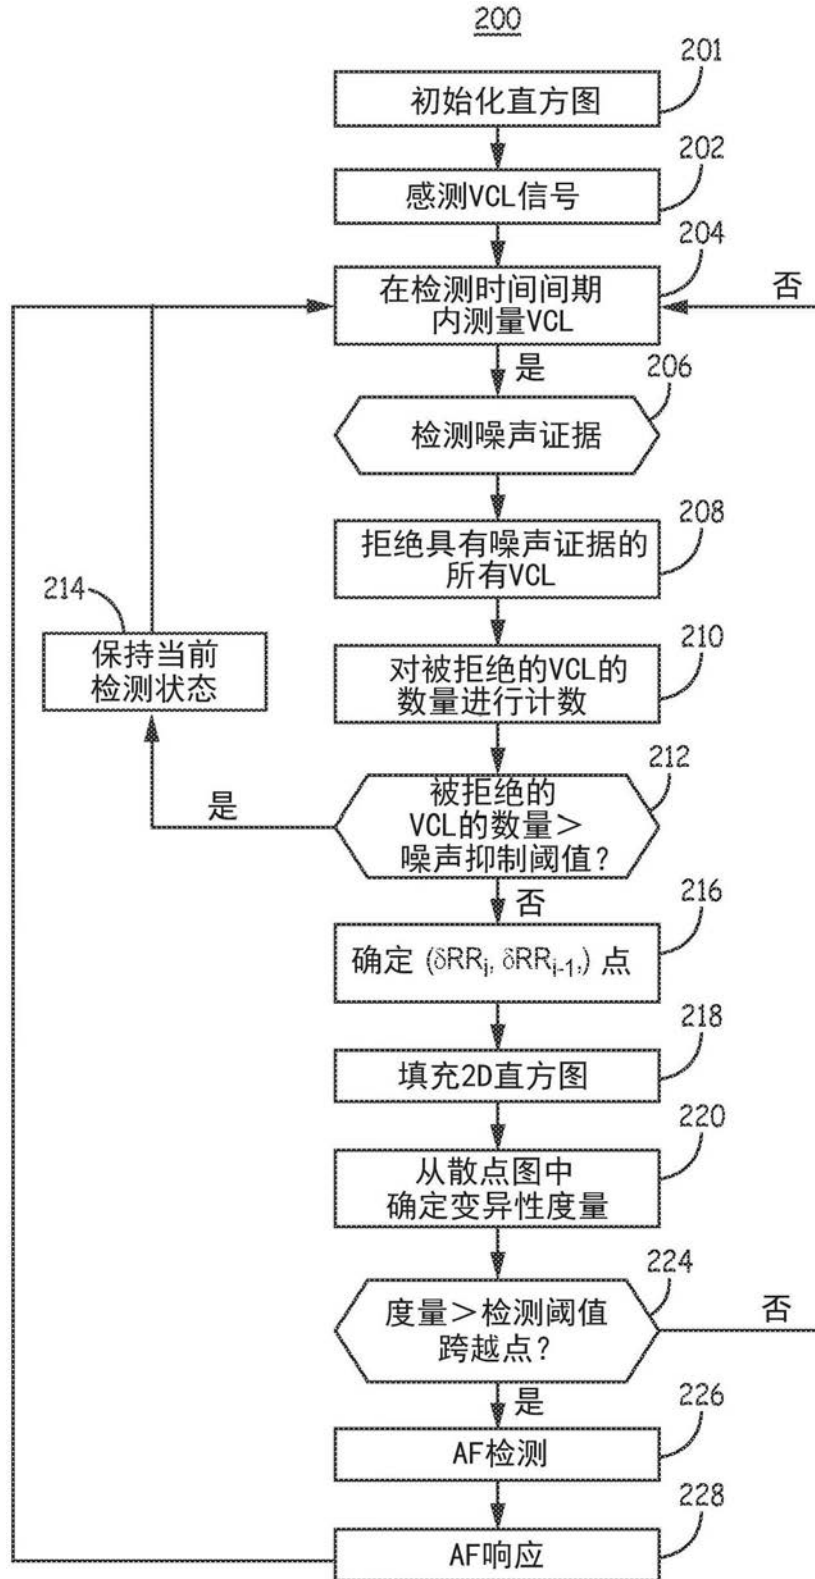 200
201
初始化直方图
202
感测VCL信号
204
在检测时间间期
内测量VCL
否
是
206
检测噪声证据
208
拒绝具有噪声证据的
所有VCL
214
保持当前
检测状态
210
对被拒绝的VCL的
数量进行计数
212
被拒绝的
VCL的数量>
噪声抑制阈值?
是
否
216
确定 (δRRi, δRRi-1,) 点
218
填充2D直方图
220
从散点图中
确定变异性度量
224
度量>检测阈值
跨越点?
否
是
226
AF检测
228
AF响应